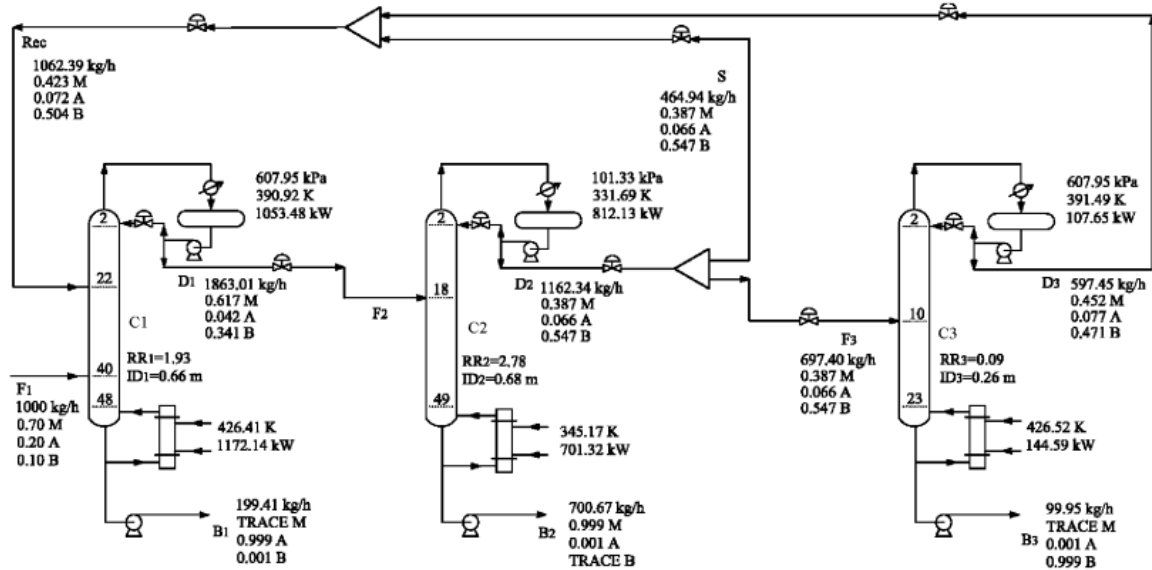 Rec
1062.39 kg/h
0.423 M
0.072 A
0.504 B
S
464.94 kg/h
0.387 M
0.066 A
0.547 B
607.95 kPa
390.92 K
1053.48 kW
101.33 kPa
331.69 K
812.13 kW
607.95 kPa
391.49 K
107.65 kW
2
22
40
48
C1
RR1=1.93
ID1=0.66 m
D1
1863.01 kg/h
0.617 M
0.042 A
0.341 B
F1
1000 kg/h
0.70 M
0.20 A
0.10 B
426.41 K
1172.14 kW
B1
199.41 kg/h
TRACE M
0.999 A
0.001 B
F2
2
18
49
C2
RR2=2.78
ID2=0.68 m
D2
1162.34 kg/h
0.387 M
0.066 A
0.547 B
345.17 K
701.32 kW
B2
700.67 kg/h
0.999 M
0.001 A
TRACE B
F3
697.40 kg/h
0.387 M
0.066 A
0.547 B
2
10
23
C3
RR3=0.09
ID3=0.26 m
D3
597.45 kg/h
0.452 M
0.077 A
0.471 B
426.52 K
144.59 kW
B3
99.95 kg/h
TRACE M
0.001 A
0.999 B